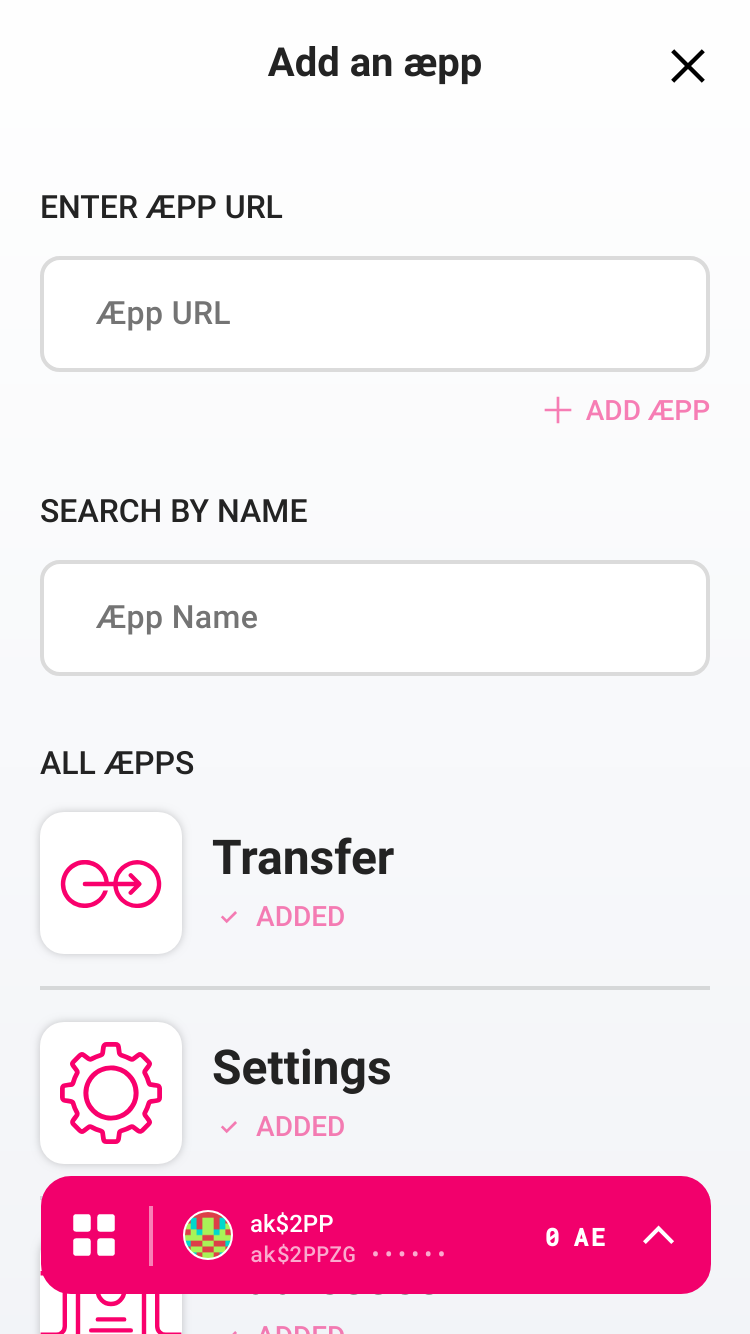 Add an æpp
ENTER ÆPP URL
Æpp URL
ADD ÆPP
SEARCH BY NAME
Æpp Name
ALL ÆPPS
Transfer
ADDED
Settings
ADDED
ak$2PP
ak$2PPZG ······
0 AE
ADDED